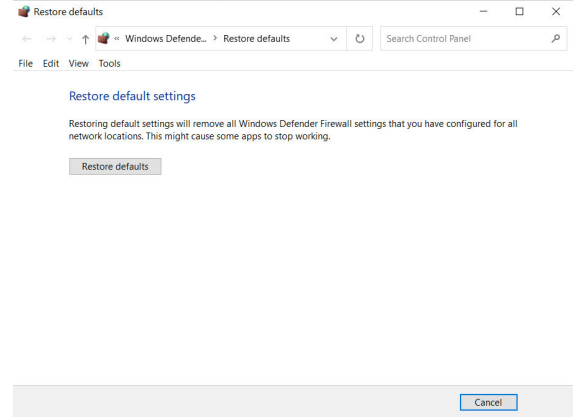 Restore defaults
« Windows Defende... > Restore defaults
Search Control Panel
File Edit View Tools
Restore default settings
Restoring default settings will remove all Windows Defender Firewall settings that you have configured for all
network locations. This might cause some apps to stop working.
Restore defaults
Cancel